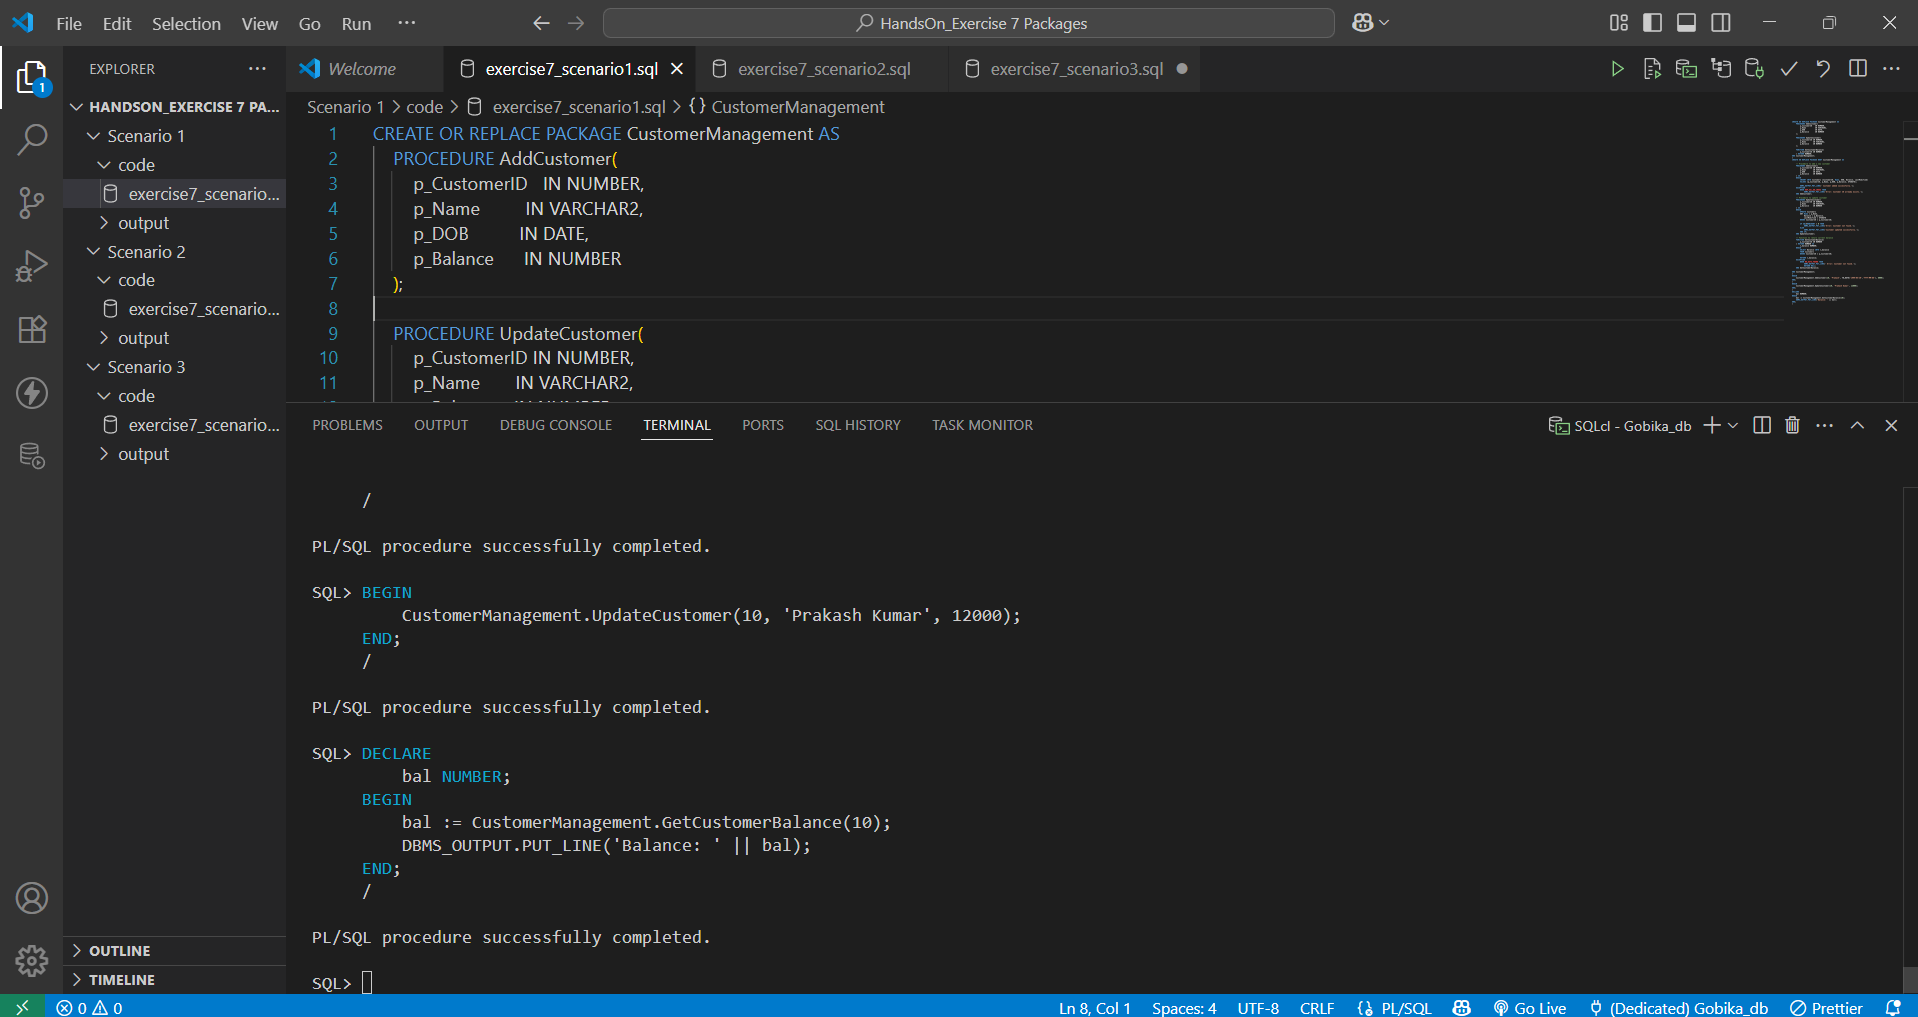 File Edit Selection View Go Run ···
HandsOn_Exercise 7 Packages
EXPLORER ···
HANDSON_EXERCISE 7 PA...
Scenario 1
code
exercise7_scenario...
output
Scenario 2
code
exercise7_scenario...
output
Scenario 3
code
exercise7_scenario...
output
OUTLINE
TIMELINE
1
Welcome exercise7_scenario1.sql exercise7_scenario2.sql exercise7_scenario3.sql
Scenario 1 > code > exercise7_scenario1.sql > {} CustomerManagement
1 CREATE OR REPLACE PACKAGE CustomerManagement AS
2 PROCEDURE AddCustomer(
3 p_CustomerID IN NUMBER,
4 p_Name IN VARCHAR2,
5 p_DOB IN DATE,
6 p_Balance IN NUMBER
7 );
8
9 PROCEDURE UpdateCustomer(
10 p_CustomerID IN NUMBER,
11 p_Name IN VARCHAR2,
PROBLEMS OUTPUT DEBUG CONSOLE TERMINAL PORTS SQL HISTORY TASK MONITOR
SQLcl - Gobika_db
/
PL/SQL procedure successfully completed.
SQL> BEGIN
CustomerManagement.UpdateCustomer(10, 'Prakash Kumar', 12000);
END;
/
PL/SQL procedure successfully completed.
SQL> DECLARE
bal NUMBER;
BEGIN
bal := CustomerManagement.GetCustomerBalance(10);
DBMS_OUTPUT.PUT_LINE('Balance: ' || bal);
END;
/
PL/SQL procedure successfully completed.
SQL>
0 0
Ln 8, Col 1 Spaces: 4 UTF-8 CRLF PL/SQL Go Live (Dedicated) Gobika_db Prettier